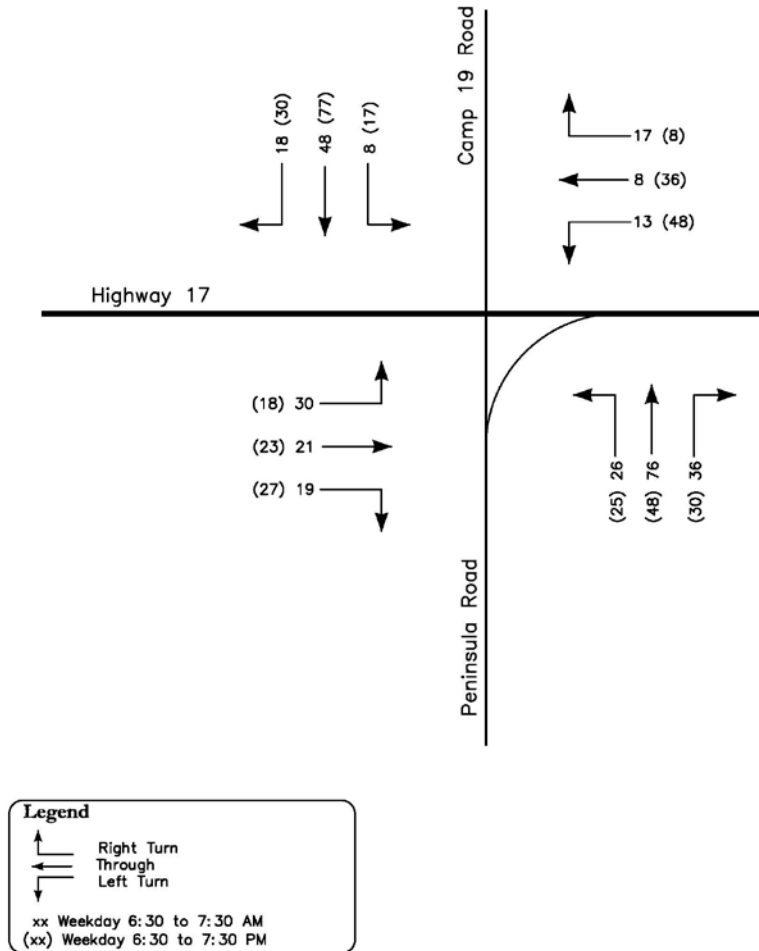 Camp 19 Road
18 (30)
48 (77)
8 (17)
17 (8)
8 (36)
13 (48)
Highway 17
(18) 30
(23) 21
(27) 19
(25) 26
(48) 76
(30) 36
Peninsula Road
Legend
Right Turn
Through
Left Turn
xx Weekday 6:30 to 7:30 AM
(xx) Weekday 6:30 to 7:30 PM